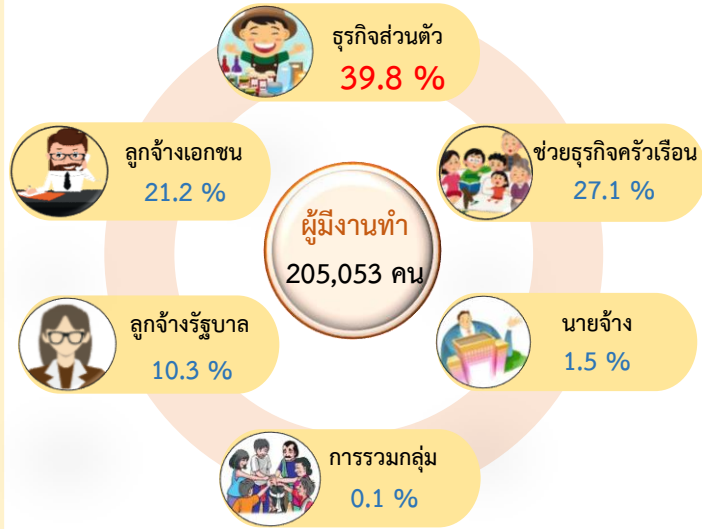 ธุรกิจส่วนตัว
39.8 %
ลูกจ้างเอกชน
21.2 %
ช่วยธุรกิจครัวเรือน
27.1 %
ผู้มีงานทำ
205,053 คน
ลูกจ้างรัฐบาล
10.3 %
นายจ้าง
1.5 %
การรวมกลุ่ม
0.1 %